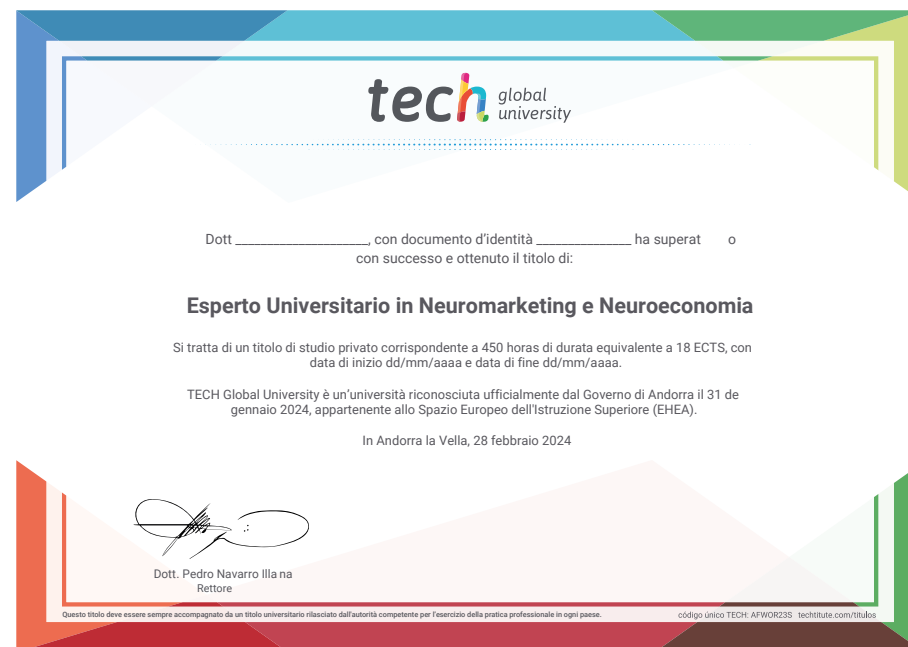 tech global
university
Dott ___________________, con documento d'identità ______________ ha superat o
con successo e ottenuto il titolo di:
Esperto Universitario in Neuromarketing e Neuroeconomia
Si tratta di un titolo di studio privato corrispondente a 450 horas di durata equivalente a 18 ECTS, con
data di inizio dd/mm/aaaa e data di fine dd/mm/aaaa.
TECH Global University è un'università riconosciuta ufficialmente dal Governo di Andorra il 31 de
gennaio 2024, appartenente allo Spazio Europeo dell'Istruzione Superiore (EHEA).
In Andorra la Vella, 28 febbraio 2024
Dott. Pedro Navarro Illa na
Rettore
Questo titolo deve essere sempre accompagnato da un titolo universitario rilasciato dall'autorità competente per l'esercizio della pratica professionale in ogni paese.
código único TECH: AFWOR23S techtitute.com/titulos